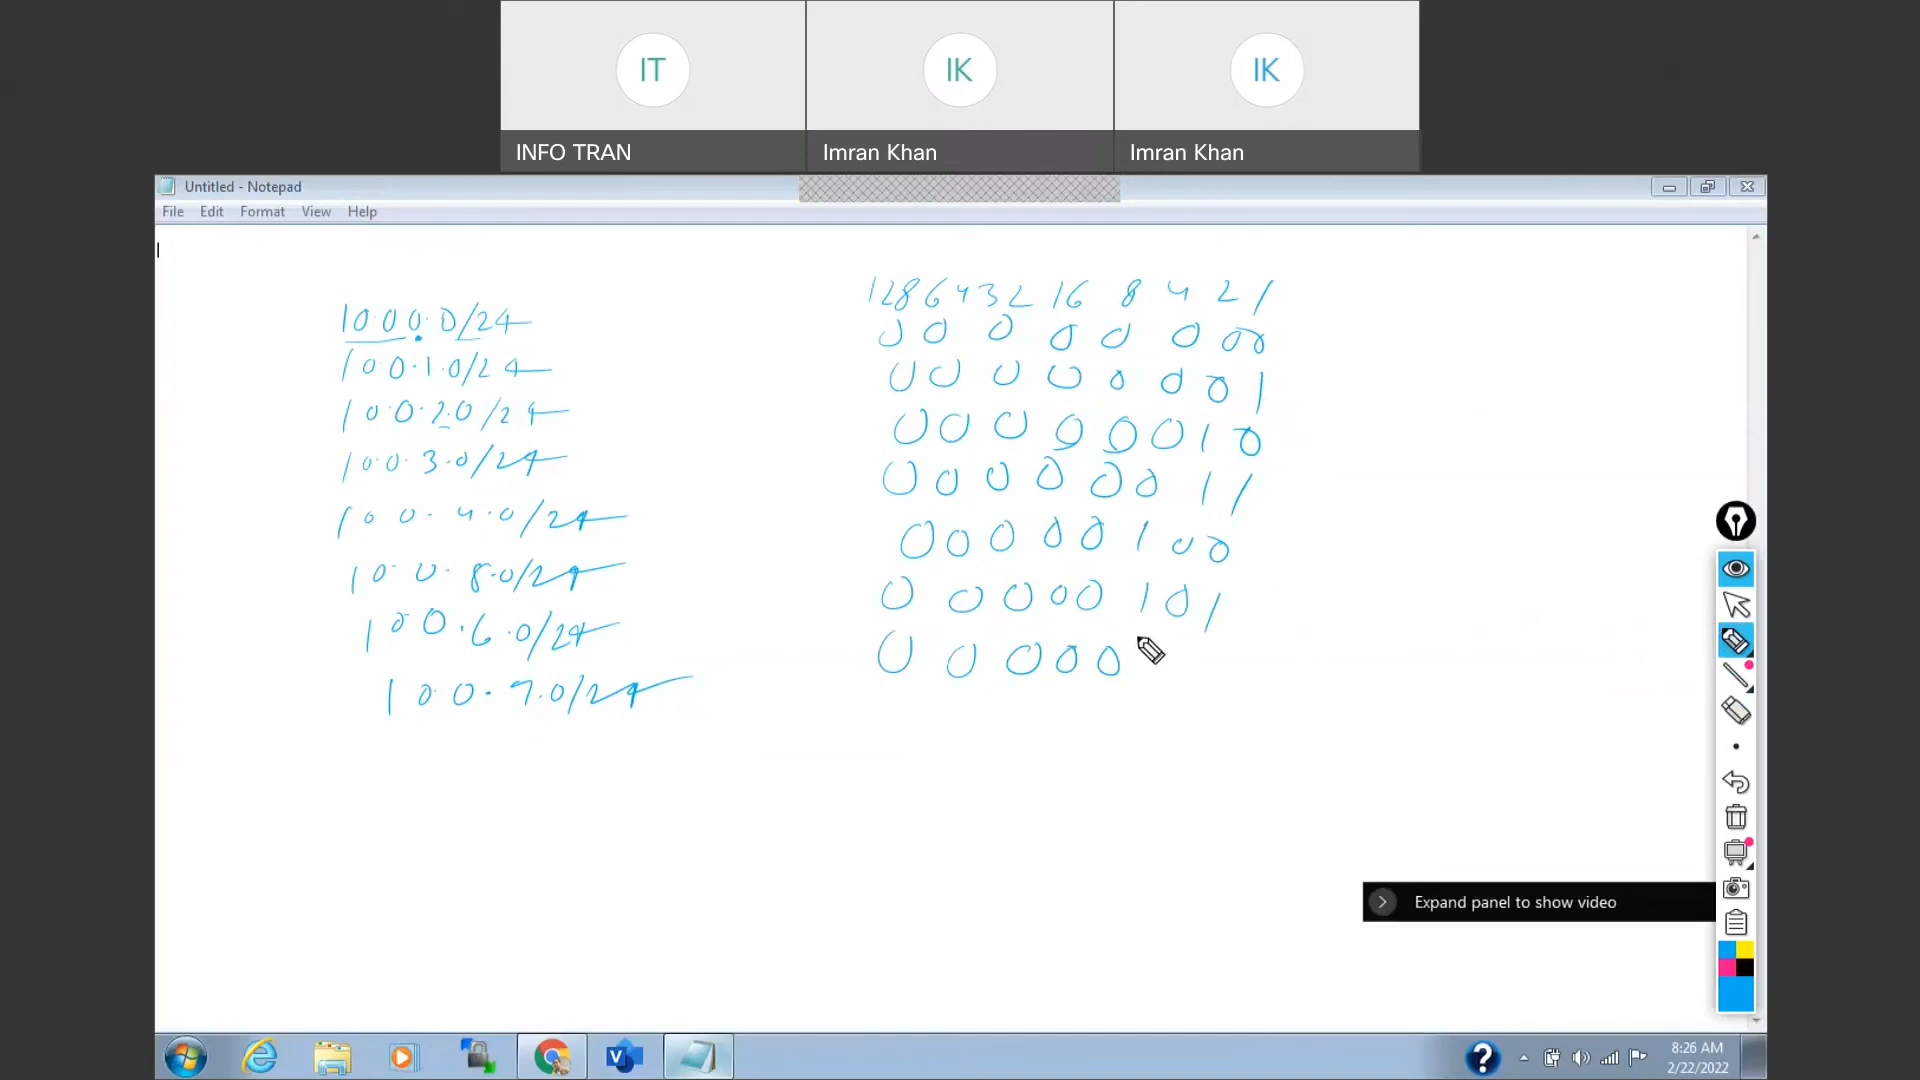 IT
IK
IK
INFO TRAN
Imran Khan
Imran Khan
Untitled - Notepad
File Edit Format View Help
10.0.0.0/24
10.0.1.0/24
10.0.2.0/24
10.0.3.0/24
10.0.4.0/24
10.0.8.0/24
10.0.6.0/24
10.0.7.0/24
128 64 32 16 8 4 2 1
0 0 0 0 0 0 0 0
0 0 0 0 0 0 0 1
0 0 0 0 0 0 1 0
0 0 0 0 0 0 1 1
0 0 0 0 0 1 0 0
0 0 0 0 0 1 0 1
0 0 0 0 0
Expand panel to show video
8:26 AM
2/22/2022